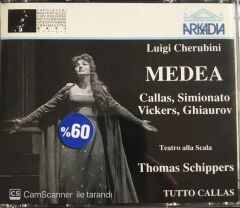 ARKADIA
Luigi Cherubini
MEDEA
Callas, Simionato
Vickers, Ghiaurov
%60
Teatro alla Scala
Thomas Schippers
CS CamScanner ile tarandı
TUTTO CALLAS